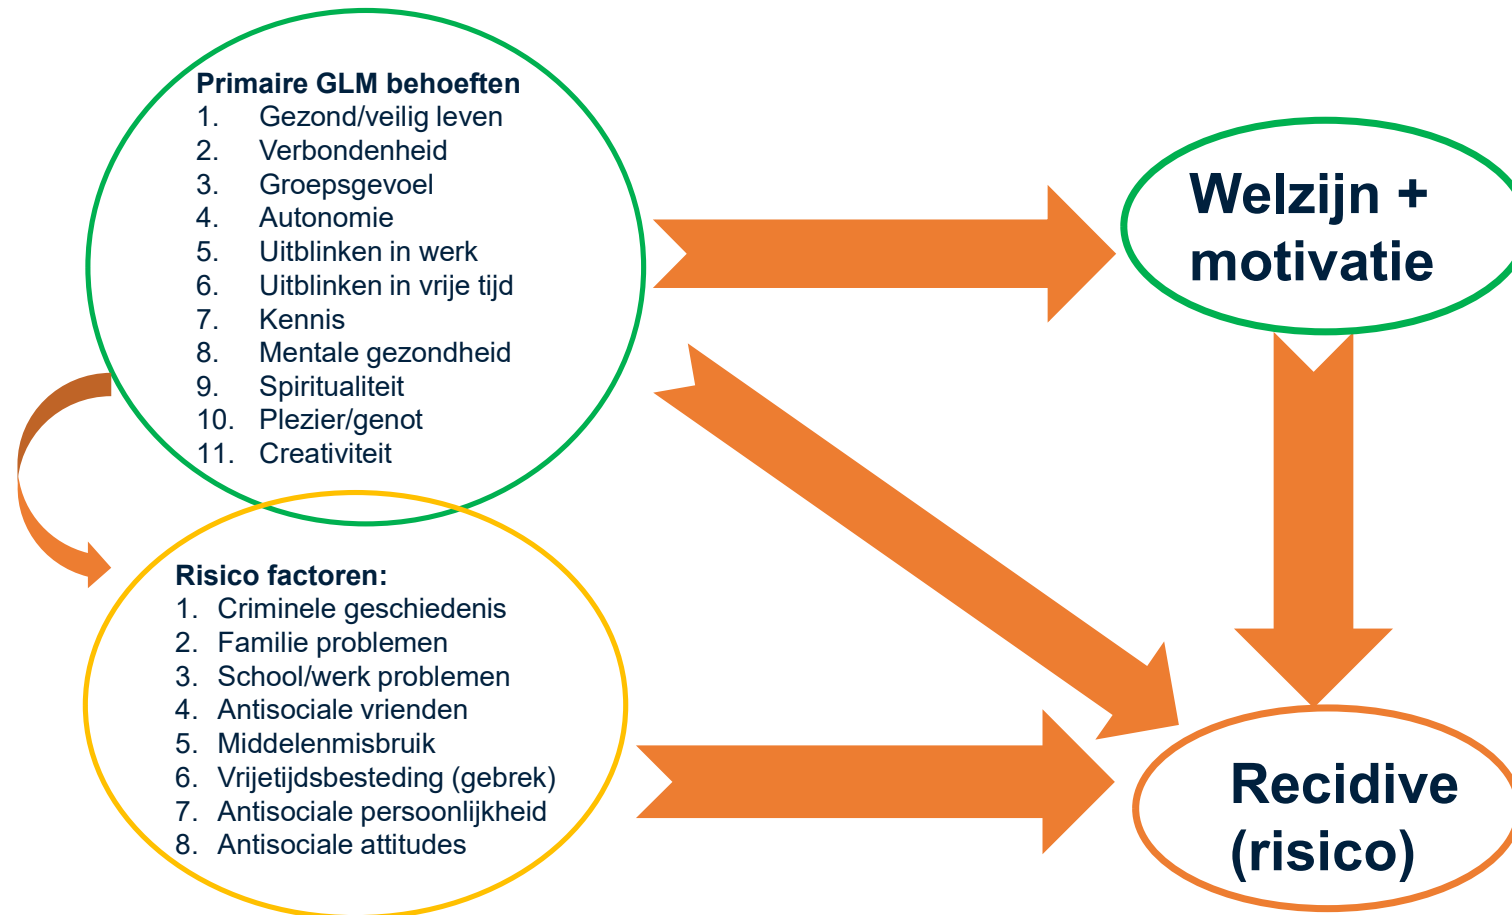 Primaire GLM behoeften
1. Gezond/veilig leven
2. Verbondenheid
3. Groepsgevoel
4. Autonomie
5. Uitblinken in werk
6. Uitblinken in vrije tijd
7. Kennis
8. Mentale gezondheid
9. Spiritualiteit
10. Plezier/genot
11. Creativiteit
Risico factoren:
1. Criminele geschiedenis
2. Familie problemen
3. School/werk problemen
4. Antisociale vrienden
5. Middelenmisbruik
6. Vrijetijdsbesteding (gebrek)
7. Antisociale persoonlijkheid
8. Antisociale attitudes
Welzijn +
motivatie
Recidive
(risico)